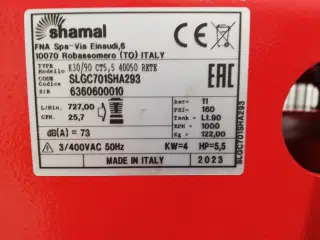 shamal
FNA Spa-Via Einaudi,6
10070 Robassomero (TO) ITALY
TYPE Modello K30/90 CT5,5 40050 RETE
CODE Codice SLGC701SHA293
S/N 6360600010
EAC
L/Min. 727,00
CFM. 25,7
dB(A) = 73
bar= 11
PSI= 160
Tank= Lt.90
RPM = 1000
Kg = 122,00
3/400VAC 50Hz KW=4 HP=5,5
MADE IN ITALY 2023
SLGC701SHA293